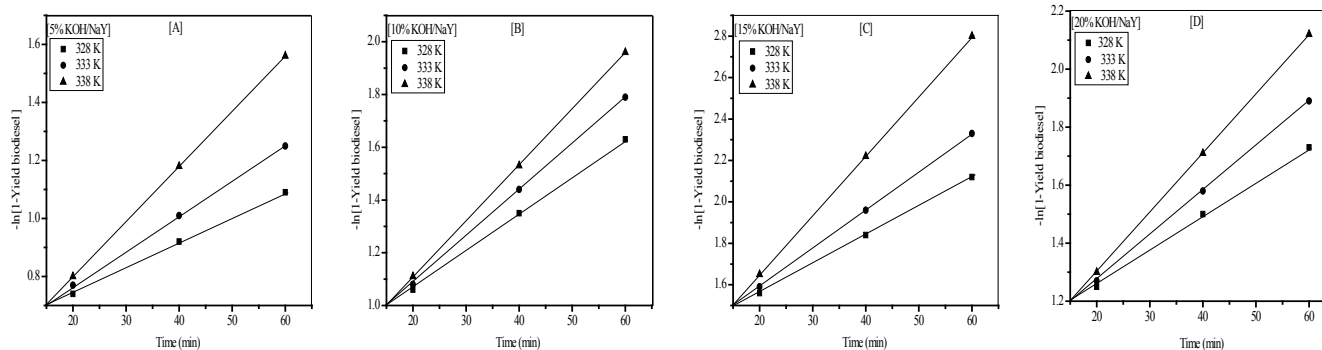 [5% KOH/NaY] [A]
328 K
333 K
338 K
1.6
1.4
1.2
1.0
0.8
20 30 40 50 60
Time (min)
-ln[1-Yield biodiesel]
[10% KOH/NaY] [B]
328 K
333 K
338 K
2.0
1.8
1.6
1.4
1.2
1.0
20 30 40 50 60
Time (min)
-ln[1-Yield biodiesel]
[15% KOH/NaY] [C]
328 K
333 K
338 K
2.8
2.6
2.4
2.2
2.0
1.8
1.6
20 30 40 50 60
Time (min)
-ln[1-Yield biodiesel]
[20% KOH/NaY] [D]
328 K
333 K
338 K
2.2
2.0
1.8
1.6
1.4
1.2
20 30 40 50 60
Time (min)
-ln[1-Yield biodiesel]